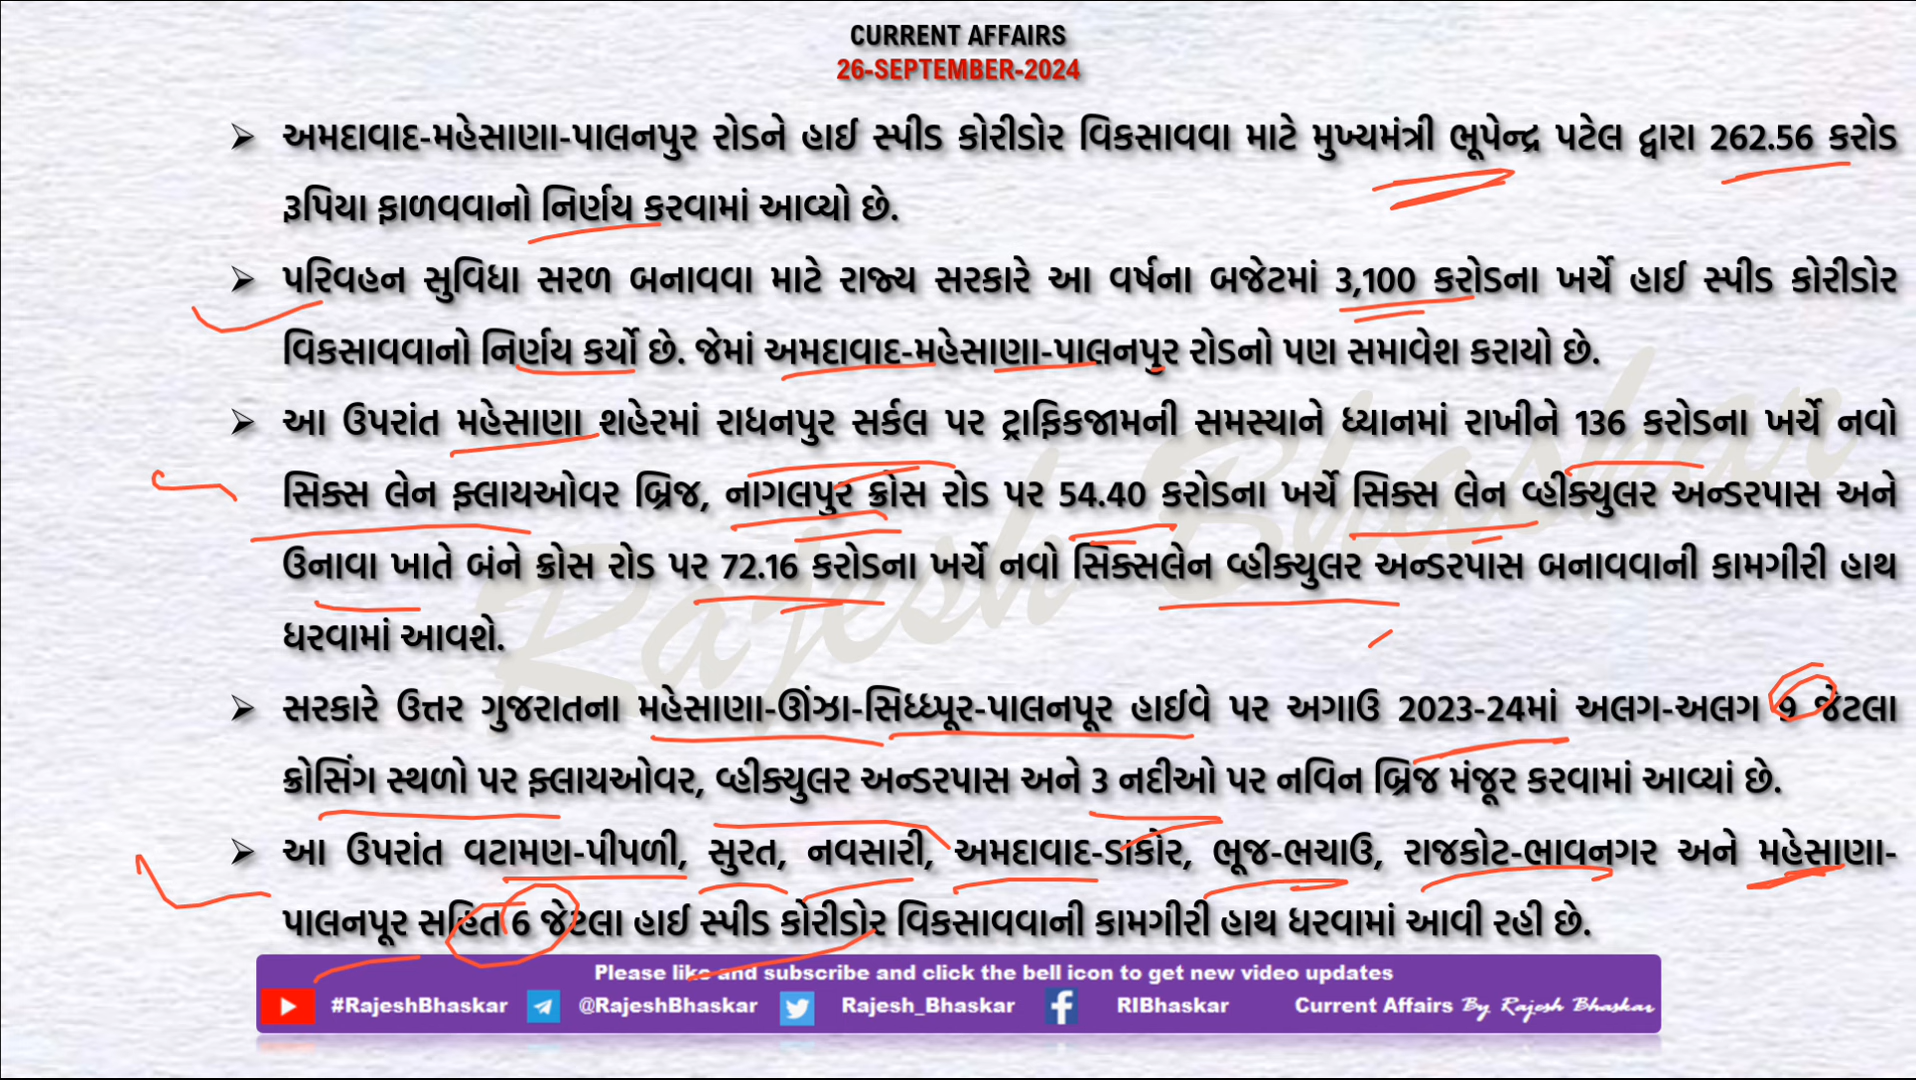 CURRENT AFFAIRS
26-SEPTEMBER-2024
➢ અમદાવાદ-મહેસાણા-પાલનપુર રોડને હાઈ સ્પીડ કોરીડોર વિકસાવવા માટે મુખ્યમંત્રી ભૂપેન્દ્ર પટેલ દ્વારા 262.56 કરોડ
રૂપિયા ફાળવવાનો નિર્ણય કરવામાં આવ્યો છે.
➢ પરિવહન સુવિધા સરળ બનાવવા માટે રાજ્ય સરકારે આ વર્ષના બજેટમાં 3,100 કરોડના ખર્ચે હાઈ સ્પીડ કોરીડોર
વિકસાવવાનો નિર્ણય કર્યો છે. જેમાં અમદાવાદ-મહેસાણા-પાલનપુર રોડનો પણ સમાવેશ કરાયો છે.
➢ આ ઉપરાંત મહેસાણા શહેરમાં રાધનપુર સર્કલ પર ટ્રાફિકજામની સમસ્યાને ધ્યાનમાં રાખીને 136 કરોડના ખર્ચે નવો
સિક્સ લેન ફ્લાયઓવર બ્રિજ, નાગલપુર ક્રોસ રોડ પર 54.40 કરોડના ખર્ચે સિક્સ લેન વ્હીક્યુલર અન્ડરપાસ અને
ઉનાવા ખાતે બંને ક્રોસ રોડ પર 72.16 કરોડના ખર્ચે નવો સિક્સલેન વ્હીક્યુલર અન્ડરપાસ બનાવવાની કામગીરી હાથ
ધરવામાં આવશે.
➢ સરકારે ઉત્તર ગુજરાતના મહેસાણા-ઊંઝા-સિધ્ધપૂર-પાલનપૂર હાઈવે પર અગાઉ 2023-24માં અલગ-અલગ 9 જેટલા
ક્રોસિંગ સ્થળો પર ફ્લાયઓવર, વ્હીક્યુલર અન્ડરપાસ અને 3 નદીઓ પર નવિન બ્રિજ મંજૂર કરવામાં આવ્યાં છે.
➢ આ ઉપરાંત વટામણ-પીપળી, સુરત, નવસારી, અમદાવાદ-ડાકોર, ભૂજ-ભચાઉ, રાજકોટ-ભાવનગર અને મહેસાણા-
પાલનપૂર સહિત 6 જેટલા હાઈ સ્પીડ કોરીડોર વિકસાવવાની કામગીરી હાથ ધરવામાં આવી રહી છે.
Rajesh Bhaskar
Please like and subscribe and click the bell icon to get new video updates
#RajeshBhaskar @RajeshBhaskar Rajesh_Bhaskar RIBhaskar Current Affairs By Rajesh Bhaskar